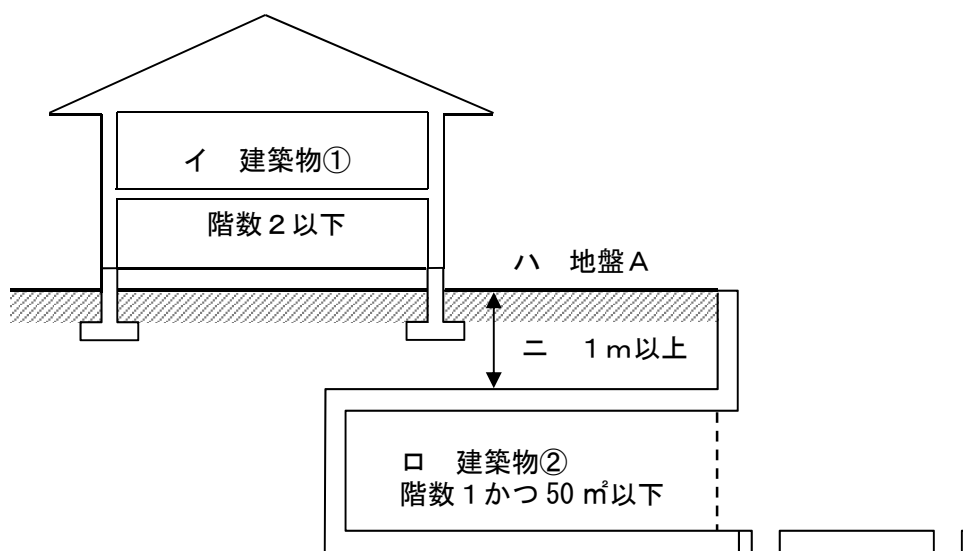 イ　建築物①
階数２以下
ハ　地盤Ａ
ニ　１ｍ以上
ロ　建築物②
階数１かつ 50 ㎡以下